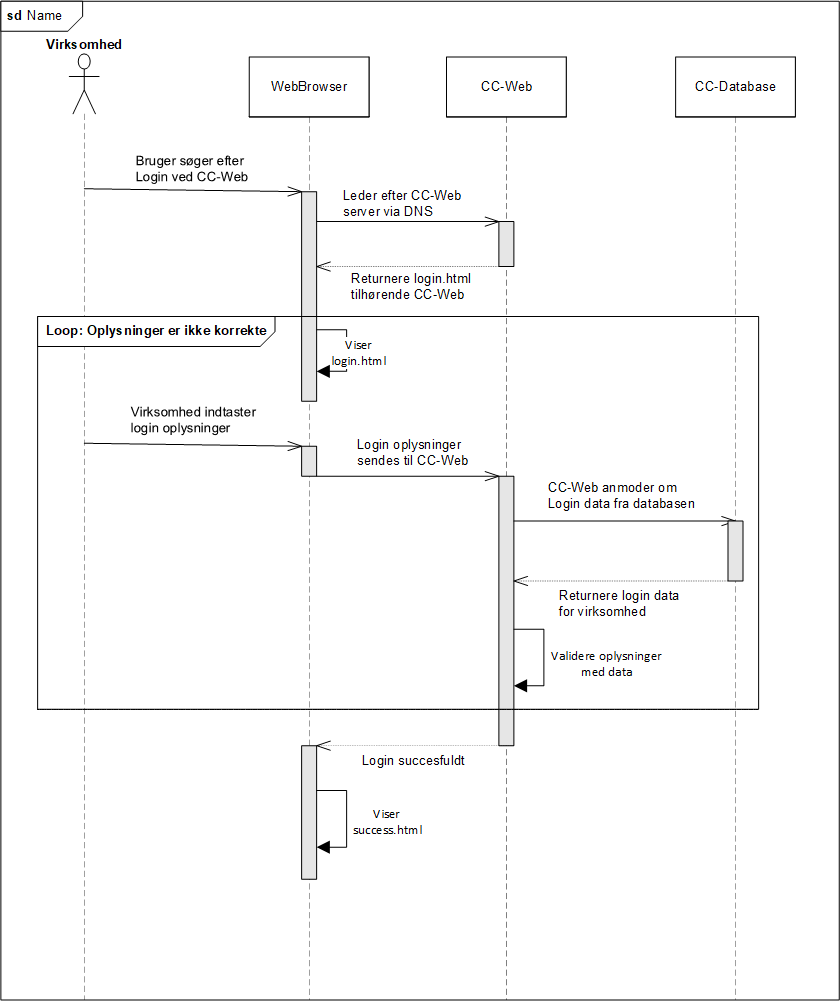 sd Name
Virksomhed
WebBrowser
CC-Web
CC-Database
Bruger søger efter
Login ved CC-Web
Leder efter CC-Web
server via DNS
Returnere login.html
tilhørende CC-Web
Loop: Oplysninger er ikke korrekte
Viser
login.html
Virksomhed indtaster
login oplysninger
Login oplysninger
sendes til CC-Web
CC-Web anmoder om
Login data fra databasen
Returnere login data
for virksomhed
Validere oplysninger
med data
Login succesfuldt
Viser
success.html